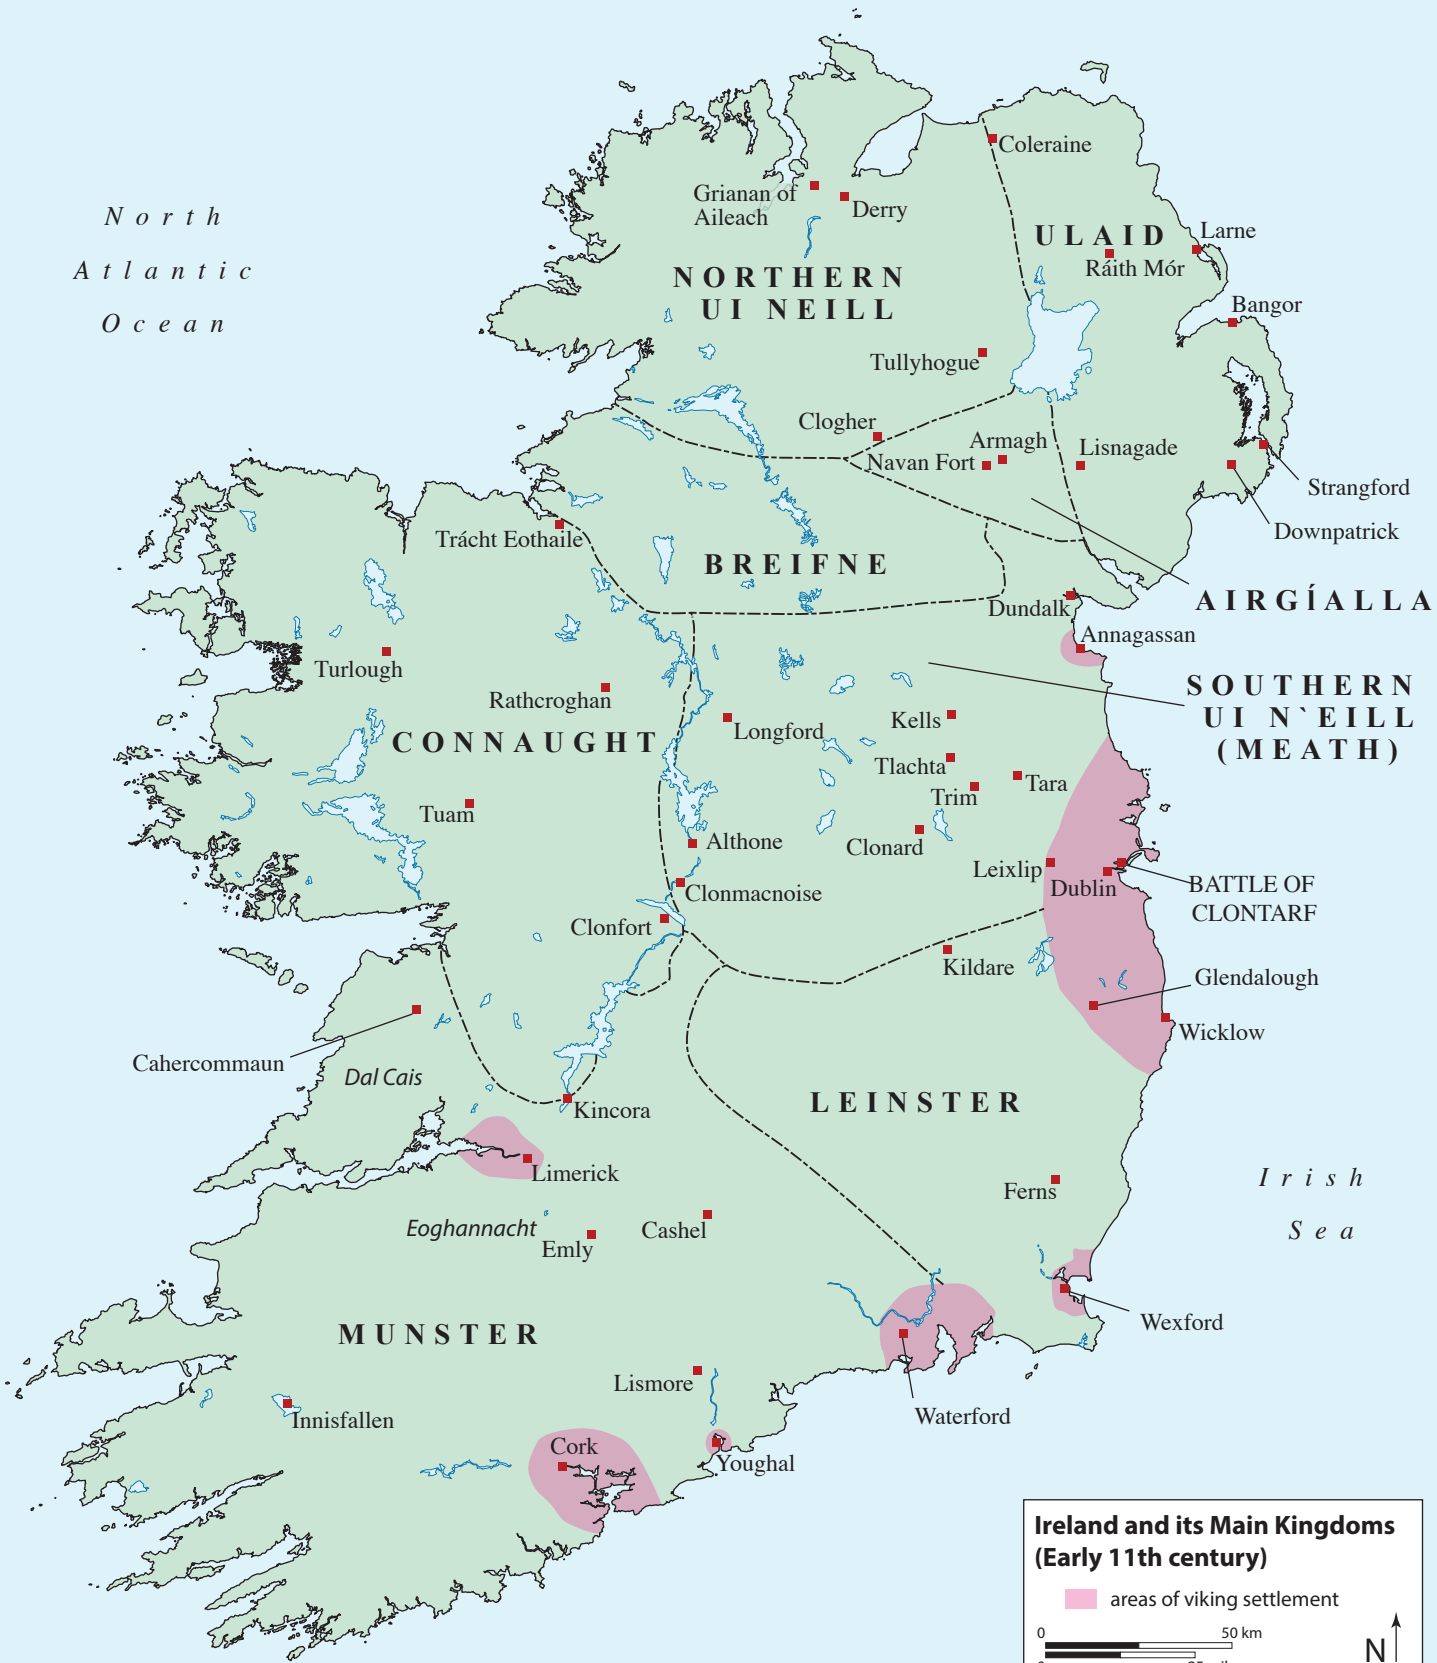 Coleraine
Grianan of
Aileach
Derry
North
Atlantic
Ocean
ULAID
Larne
Ráith Mór
NORTHERN
UI NEILL
Bangor
Tullyhogue
Clogher
Armagh
Navan Fort
Lisnagade
Strangford
Downpatrick
Trácht Eothaile
BREIFNE
AIRGÍALLA
Dundalk
Annagassan
Turlough
Rathcroghan
SOUTHERN
UI N`EILL
(MEATH)
Longford
Kells
CONNAUGHT
Tlachta
Tara
Trim
Tuam
Althone
Clonard
Leixlip
Dublin
BATTLE OF
CLONTARF
Clonmacnoise
Clonfort
Kildare
Glendalough
Wicklow
Cahercommaun
Dal Cais
Kincora
LEINSTER
Limerick
Irish
Sea
Ferns
Eoghannacht
Emly
Cashel
MUNSTER
Wexford
Lismore
Waterford
Innisfallen
Cork
Youghal
Ireland and its Main Kingdoms
(Early 11th century)
areas of viking settlement
0 50 km
N